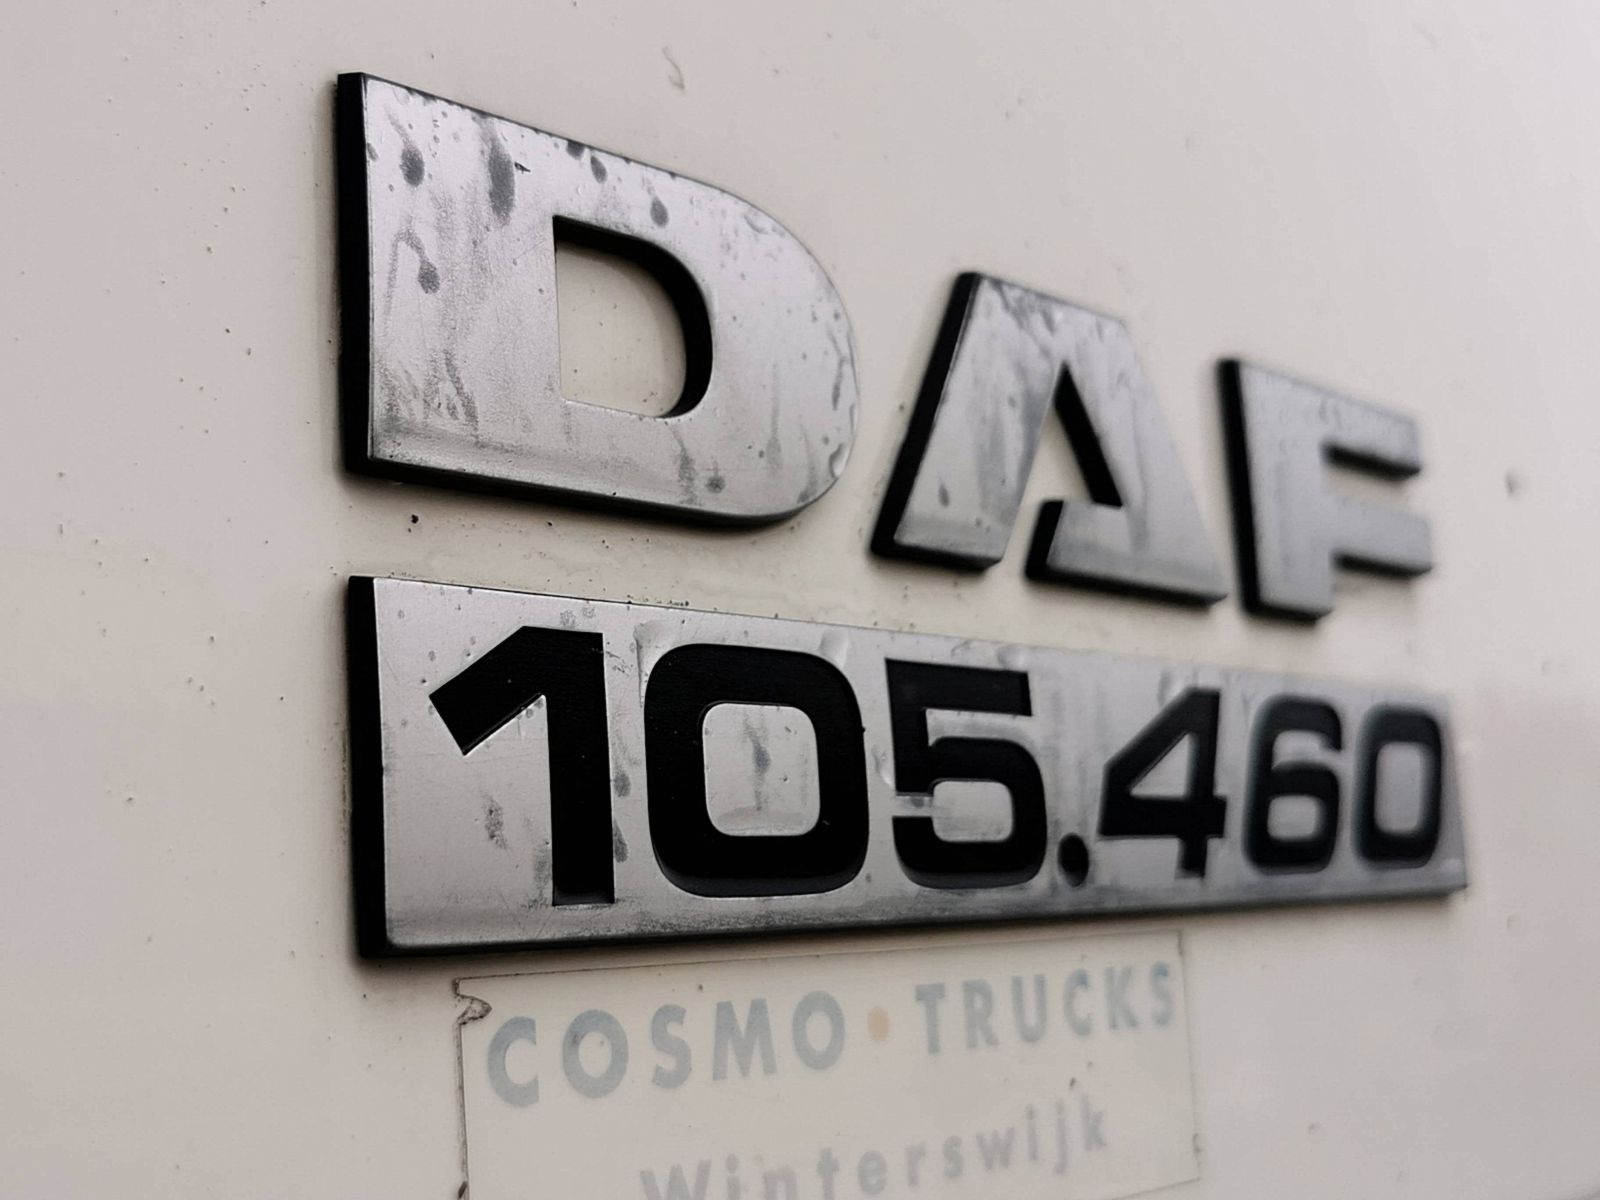 DAF
105.460
COSMO • TRUCKS
Winterswijk